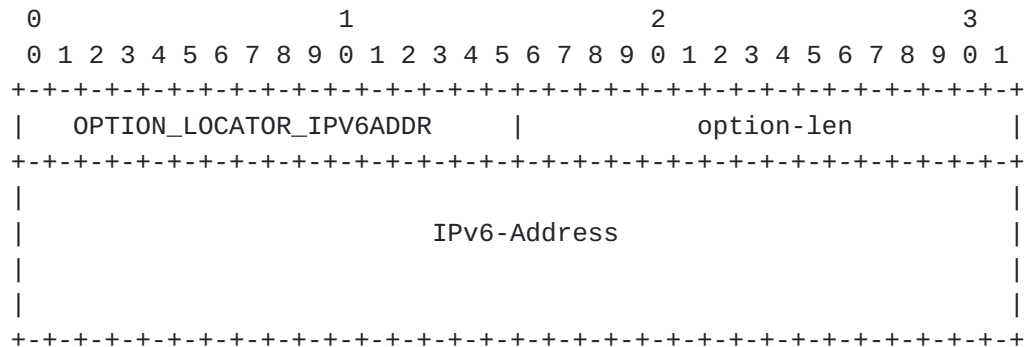 0                   1                   2                   3
 0 1 2 3 4 5 6 7 8 9 0 1 2 3 4 5 6 7 8 9 0 1 2 3 4 5 6 7 8 9 0 1
+-+-+-+-+-+-+-+-+-+-+-+-+-+-+-+-+-+-+-+-+-+-+-+-+-+-+-+-+-+-+-+-+
|   OPTION_LOCATOR_IPV6ADDR     |           option-len          |
+-+-+-+-+-+-+-+-+-+-+-+-+-+-+-+-+-+-+-+-+-+-+-+-+-+-+-+-+-+-+-+-+
|                                                               |
|                          IPv6-Address                         |
|                                                               |
|                                                               |
+-+-+-+-+-+-+-+-+-+-+-+-+-+-+-+-+-+-+-+-+-+-+-+-+-+-+-+-+-+-+-+-+